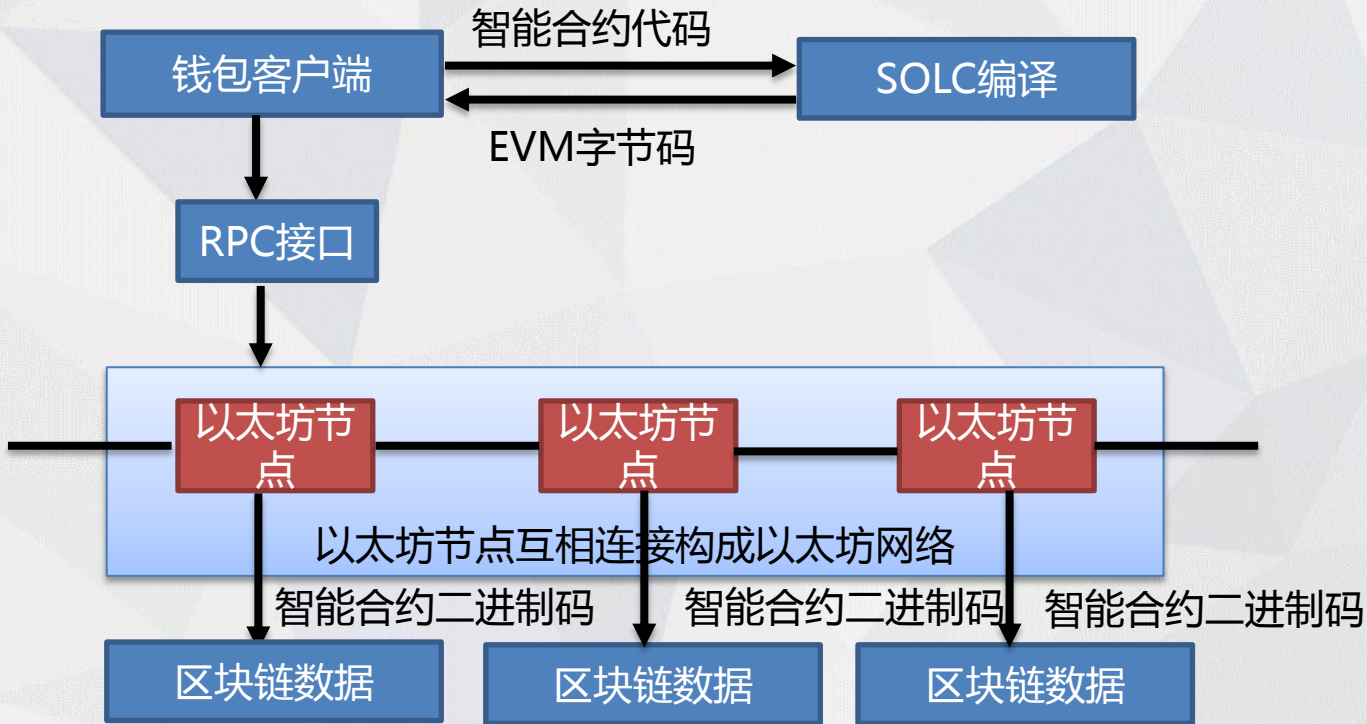 智能合约代码
钱包客户端
SOLC编译
EVM字节码
RPC接口
以太坊节
点
以太坊节
点
以太坊节
点
以太坊节点互相连接构成以太坊网络
智能合约二进制码
智能合约二进制码
智能合约二进制码
区块链数据
区块链数据
区块链数据